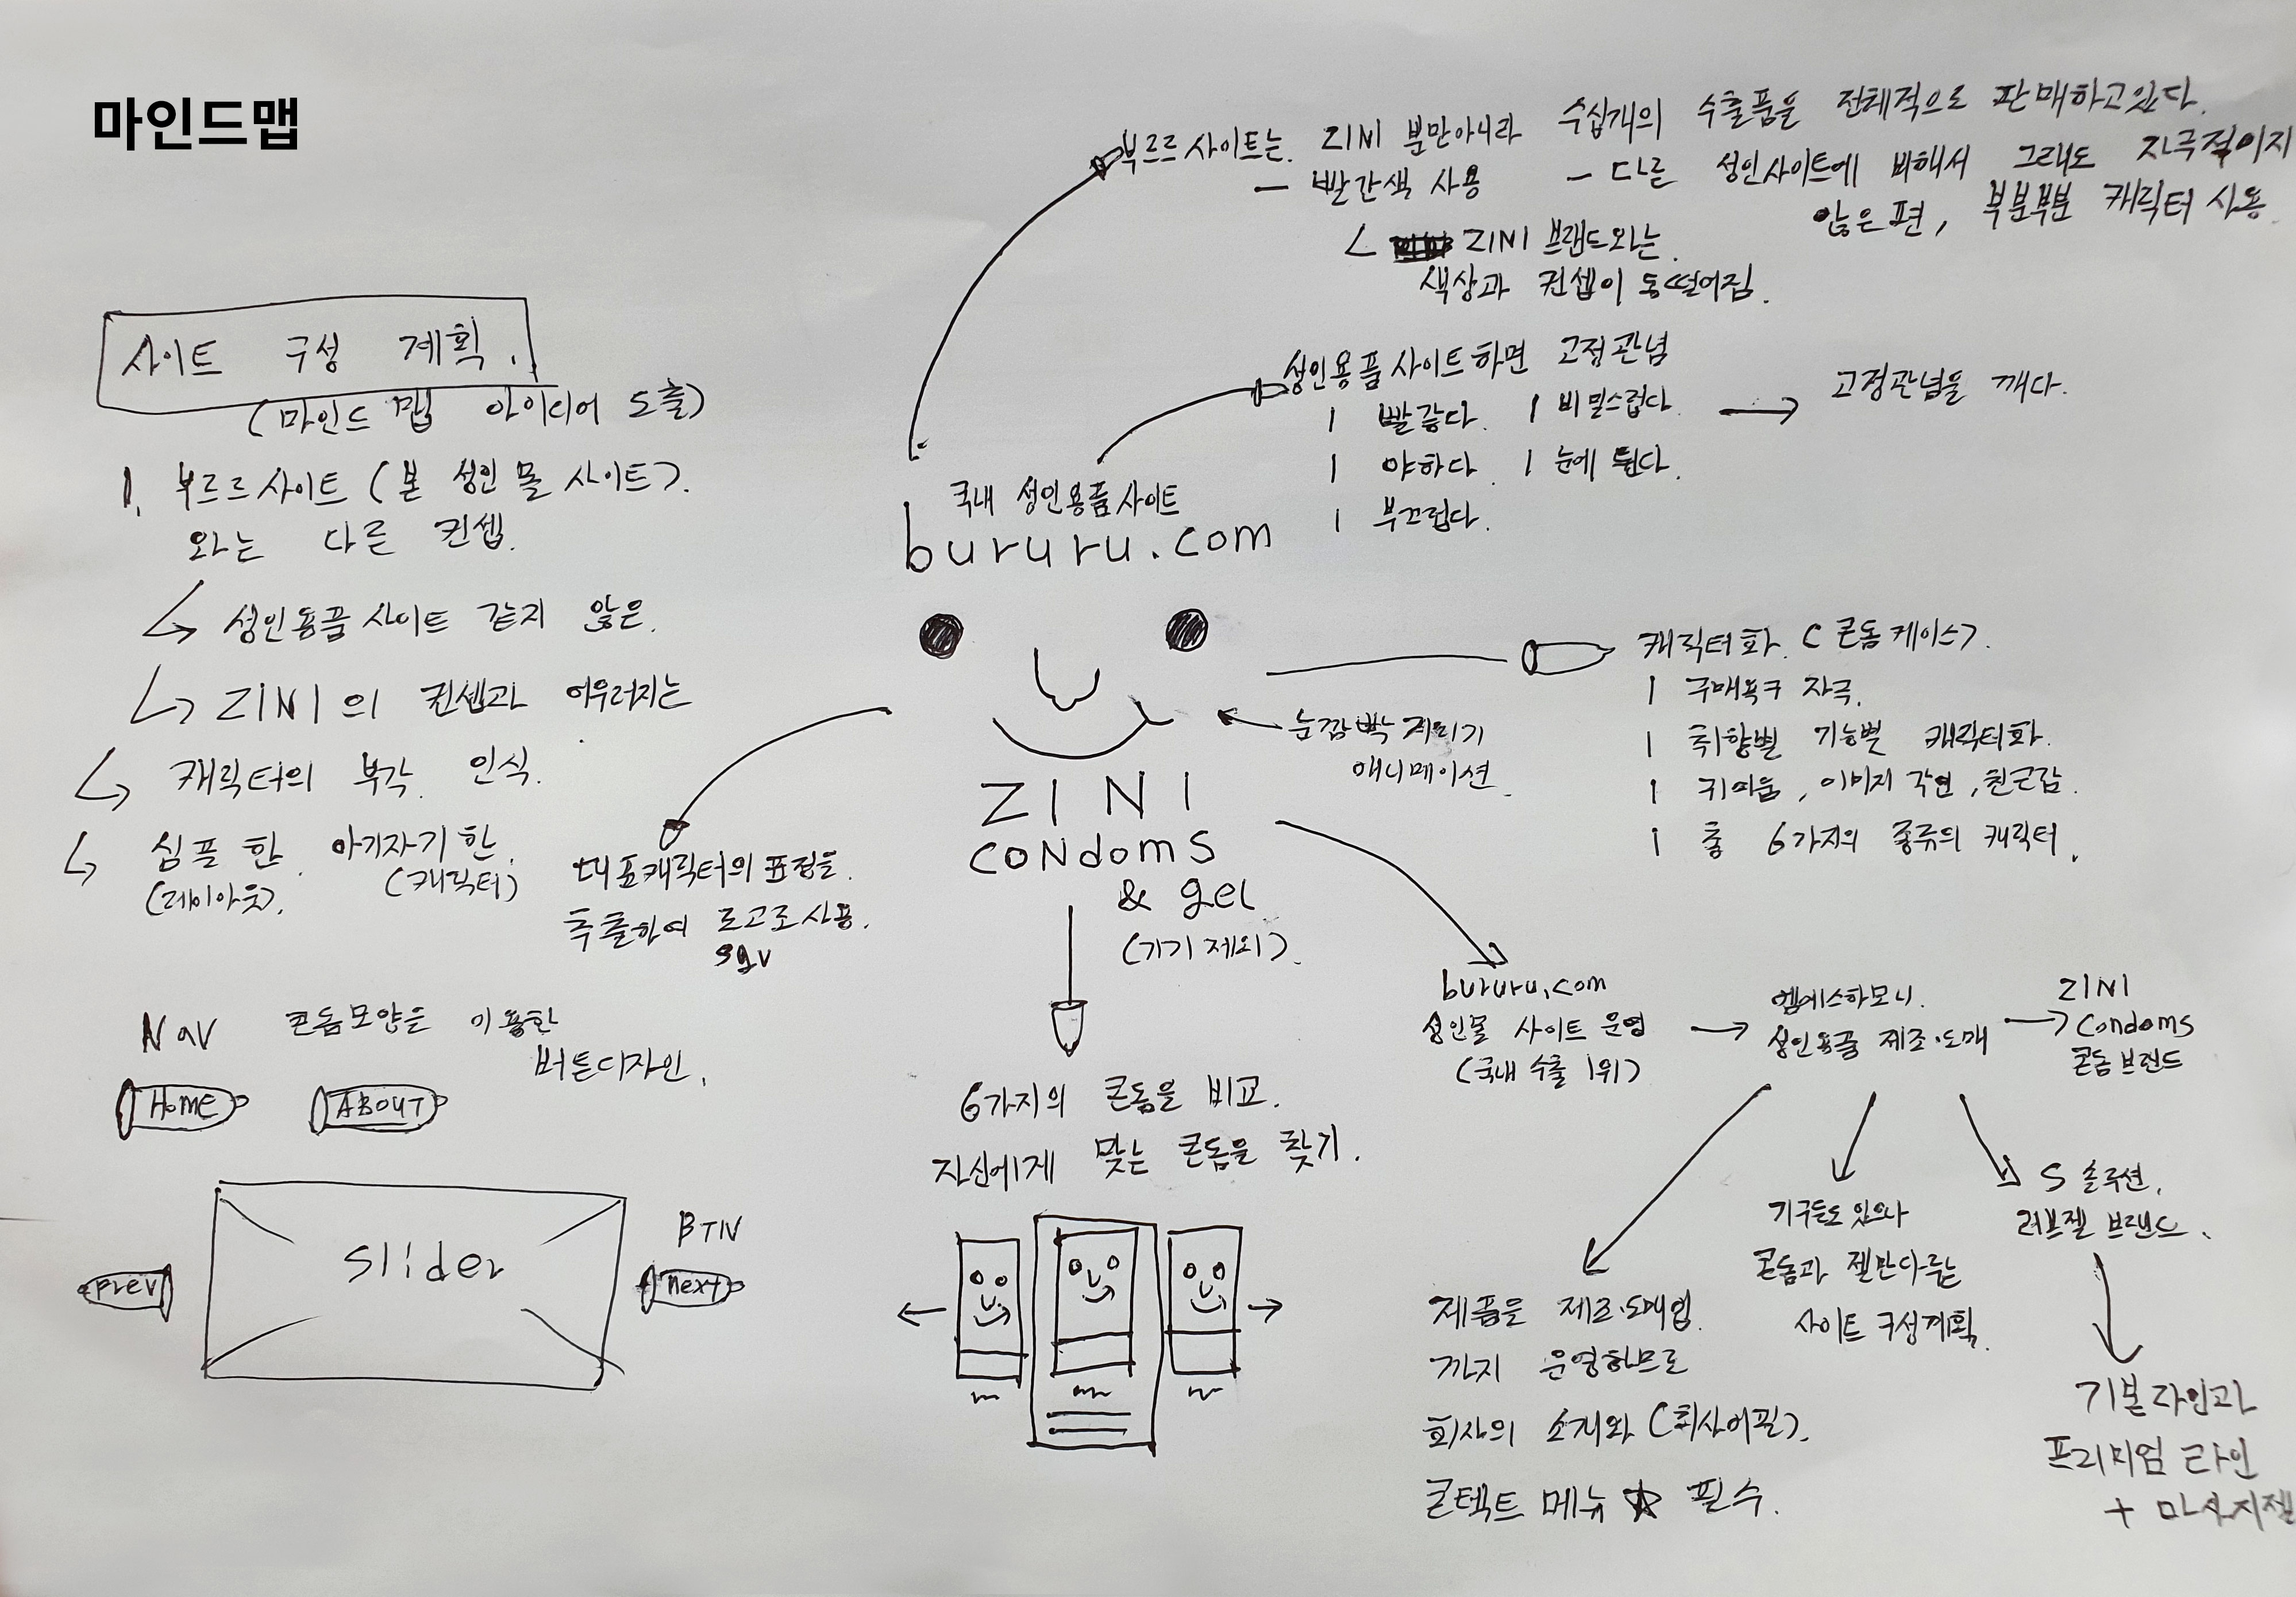 마인드맵
부르르 사이트는 ZINI 뿐만아니라 수십개의 수출품을 전체적으로 판매하고있다.
- 빨간색 사용 - 다른 성인사이트에 비해서 그래도 자극적이지
않은 편, 부분부분 캐릭터 사용
ZINI 브랜드와는
색상과 컨셉이 동떨어짐.
사이트 구성 계획.
(마인드 맵 아이디어 도출)
1. 부르르 사이트 (본 성인 몰 사이트)
와는 다른 컨셉.
성인용품 사이트 같지 않은
ZINI의 컨셉과 어우러지는
캐릭터의 부각 인식.
심플 한 아기자기 한
(레이아웃). (캐릭터)
성인용품 사이트하면 고정관념
| 빨갛다. | 비밀스럽다. → 고정관념을 깨다.
| 야하다 | 눈에 띈다.
| 부끄럽다.
국내 성인용품 사이트
bururu.com
눈깜빡 거리기
애니메이션
ZINI
CONdoms
& gel
(기기 제외)
대표캐릭터의 표정을
추출하여 로고로 사용.
sgv
캐릭터화 (콘돔 케이스)
| 구매욕구 자극.
| 취향별 기능별 캐릭터화.
| 귀여움, 이미지 각인, 친근감.
| 총 6가지의 종류의 캐릭터.
Nav 콘돔모양을 이용한
버튼디자인.
HOME ABOUT
Slider
BTN
prev
next
6가지의 콘돔을 비교.
자신에게 맞는 콘돔을 찾기.
bururu.com
성인몰 사이트 운영
(국내 수출 1위)
엠에스하모니.
성인용품 제조·도매
ZINI
Condoms
콘돔 브랜드
제품을 제조·도매업
까지 운영하므로
회사의 소개와 (회사어필).
콘텍트 메뉴 ☆ 필수.
기구들도 있으나
콘돔과 젤만 다루는
사이트 구성계획.
S 솔루션.
러브젤 브랜드.
기본라인과
프리미엄 라인
+ 마사지젤